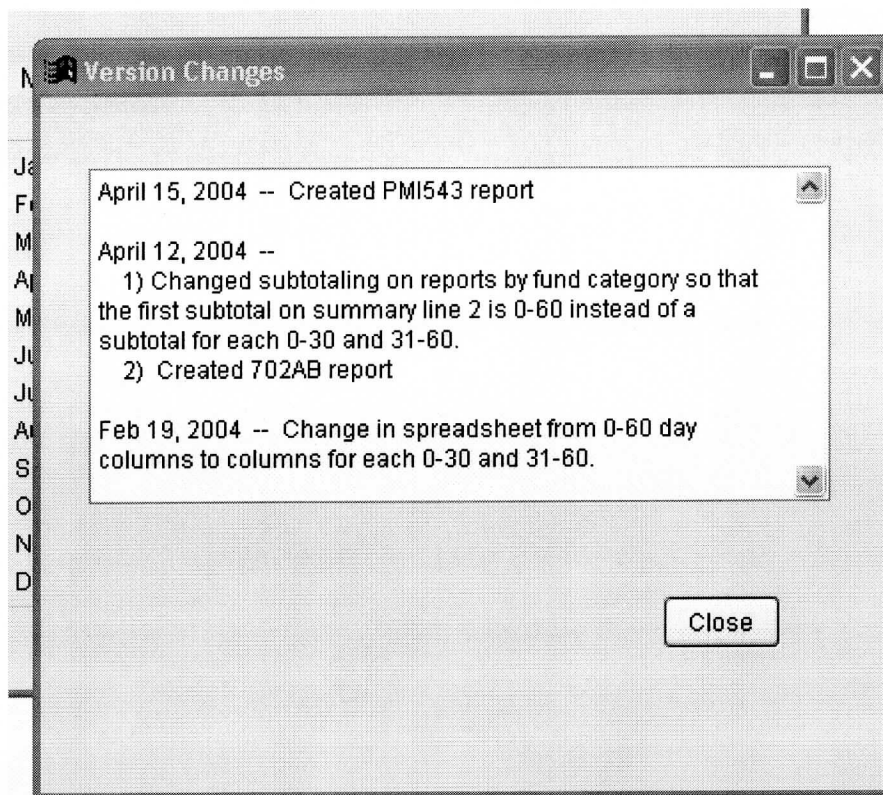 Version Changes
April 15, 2004 -- Created PMI543 report
April 12, 2004 --
1) Changed subtotaling on reports by fund category so that
the first subtotal on summary line 2 is 0-60 instead of a
subtotal for each 0-30 and 31-60.
2) Created 702AB report
Feb 19, 2004 -- Change in spreadsheet from 0-60 day
columns to columns for each 0-30 and 31-60.
Close